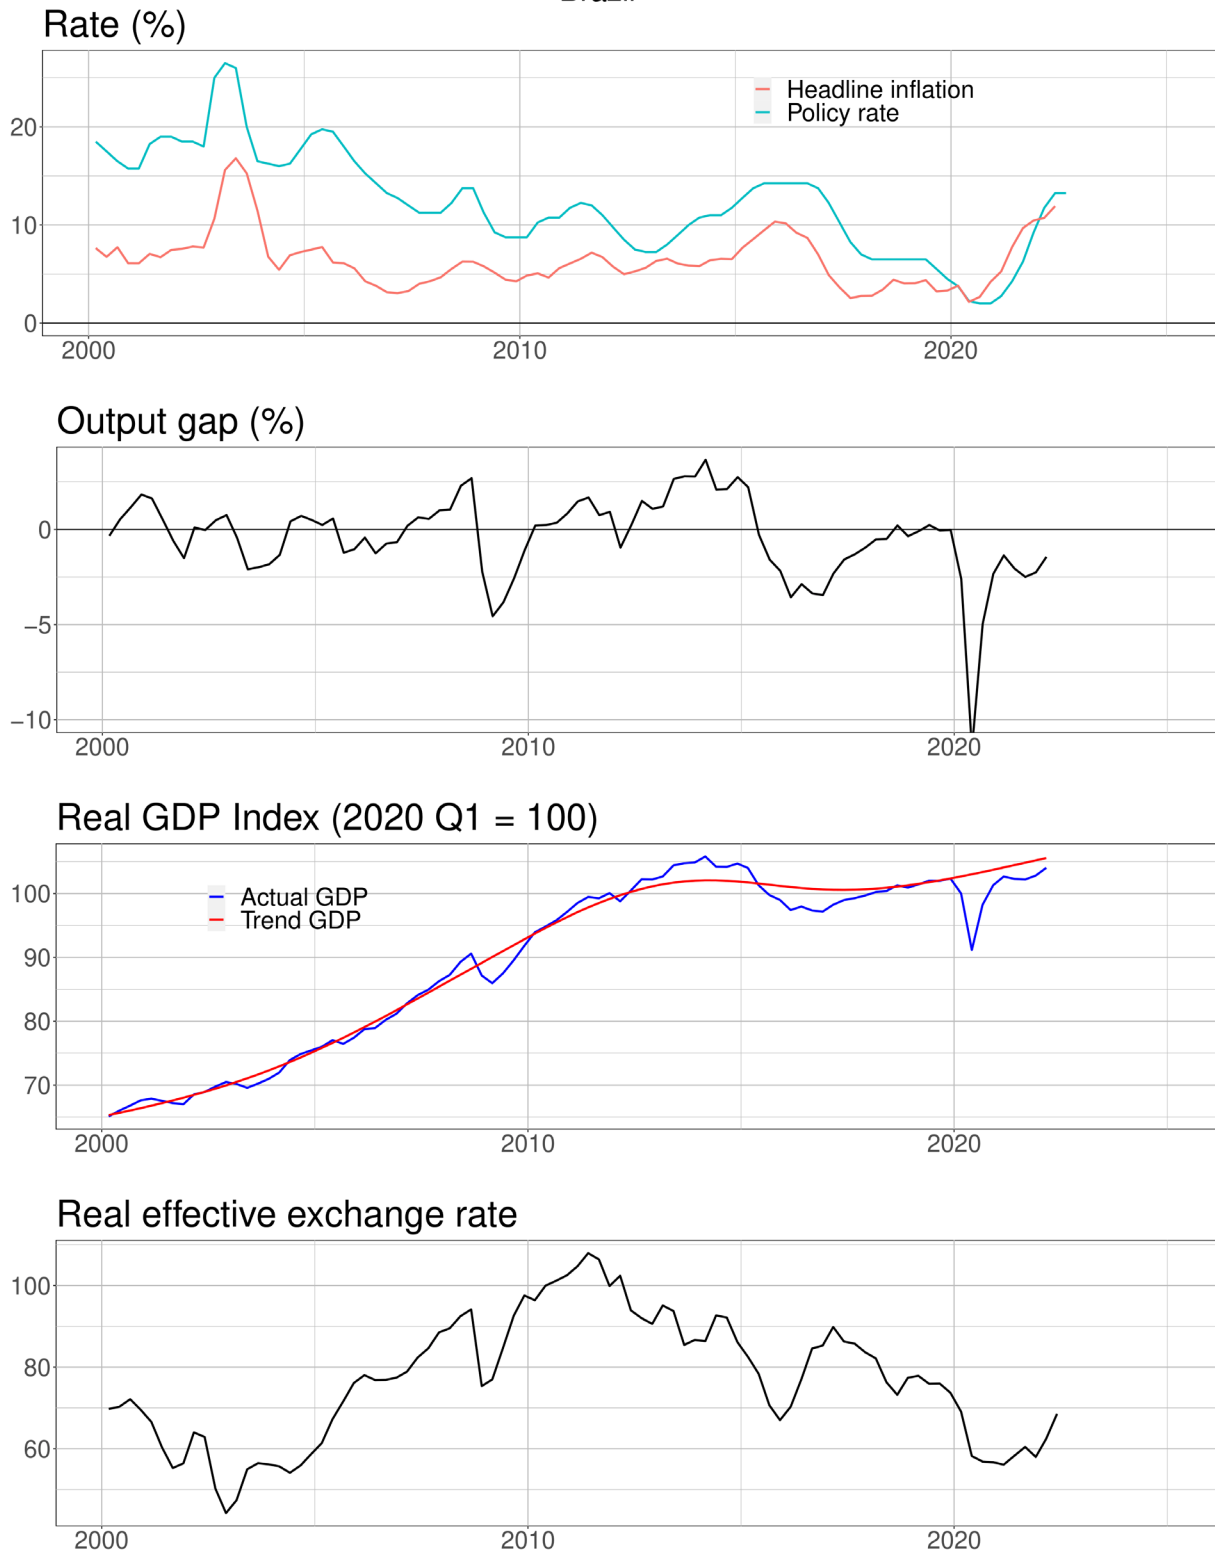 Brazil
Rate (%)
Headline inflation
Policy rate
20
10
0
2000 2010 2020
Output gap (%)
0
−5
−10
2000 2010 2020
Real GDP Index (2020 Q1 = 100)
Actual GDP
Trend GDP
100
90
80
70
2000 2010 2020
Real effective exchange rate
100
80
60
2000 2010 2020